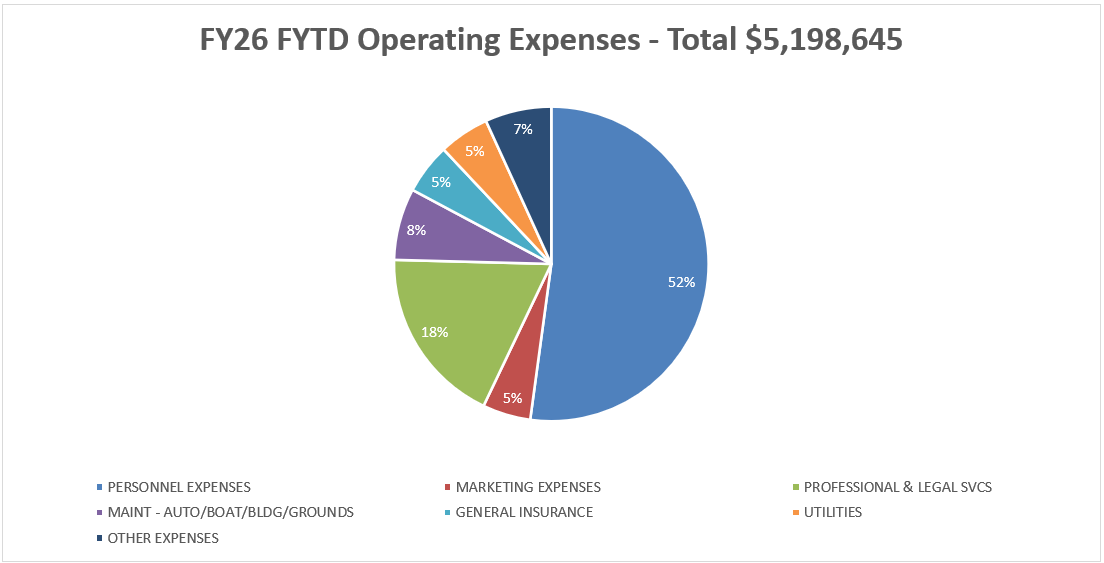 FY26 FYTD Operating Expenses - Total $5,198,645
7%
5%
5%
8%
52%
18%
5%
PERSONNEL EXPENSES
MARKETING EXPENSES
PROFESSIONAL & LEGAL SVCS
MAINT - AUTO/BOAT/BLDG/GROUNDS
GENERAL INSURANCE
UTILITIES
OTHER EXPENSES